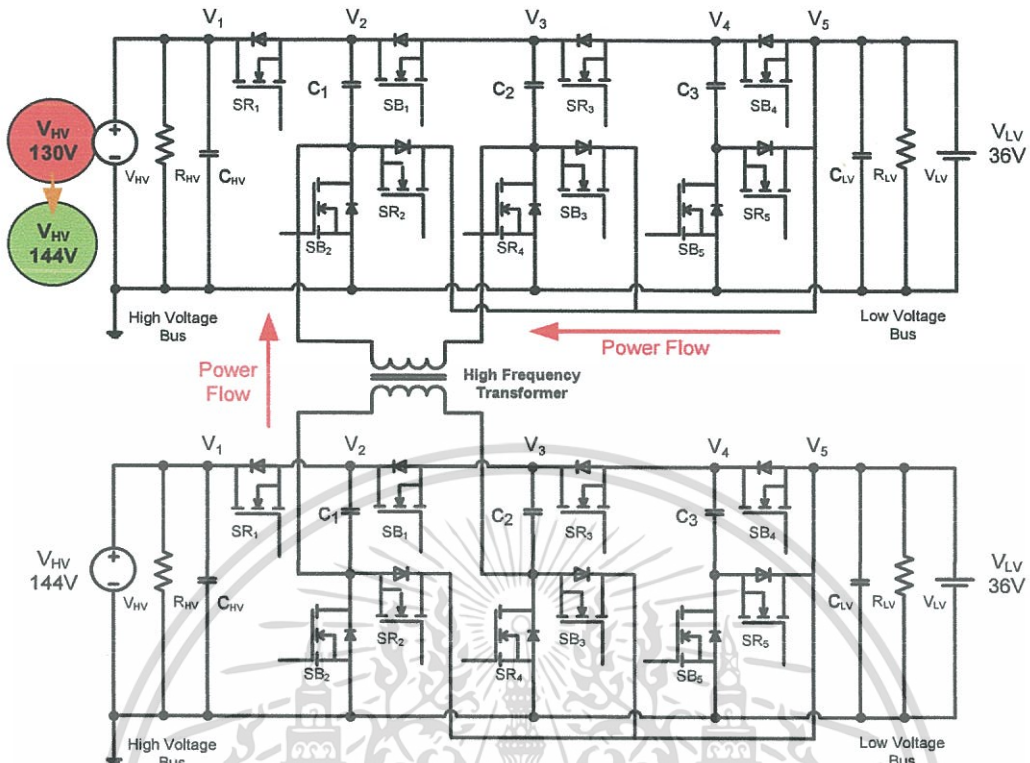 V1 V2 V3 V4 V5
SR1 C1 SB1 C2 SR3 C3 SB4
VHV 130V
VHV RHV CHV
VHV 144V
SB2 SR2 SR4 SB3 SB5 SR5
CLV RLV VLV
VLV 36V
High Voltage Bus
Low Voltage Bus
Power Flow
Power Flow
High Frequency Transformer
V1 V2 V3 V4 V5
SR1 C1 SB1 C2 SR3 C3 SB4
VHV 144V
VHV RHV CHV
SB2 SR2 SR4 SB3 SB5 SR5
CLV RLV VLV
VLV 36V
High Voltage Bus
Low Voltage Bus